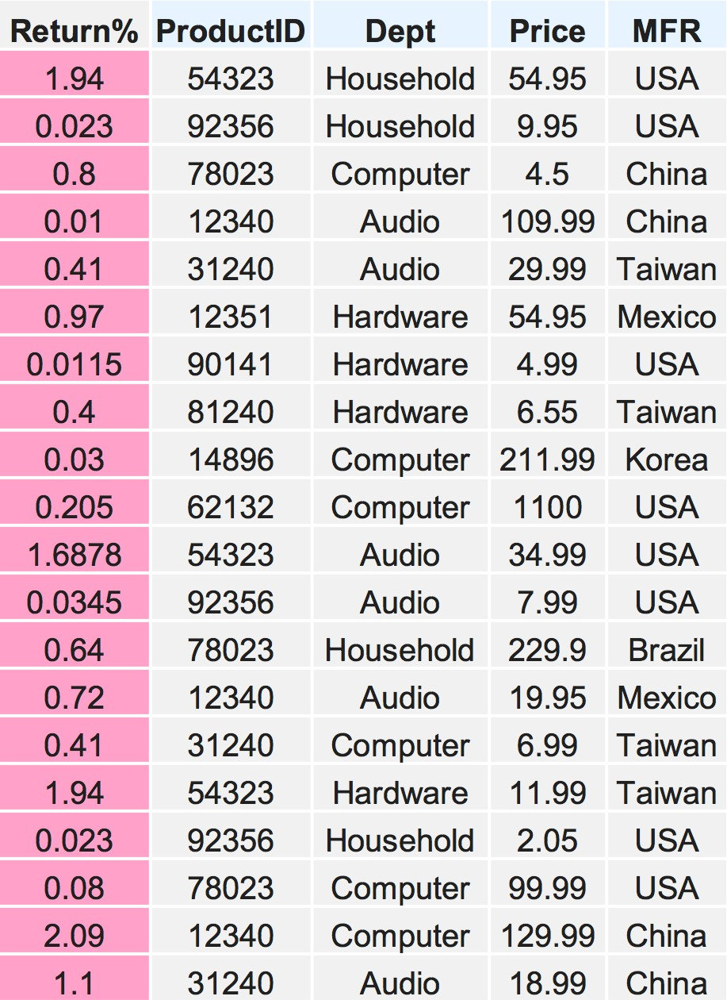 Return% ProductID Dept Price MFR
1.94 54323 Household 54.95 USA
0.023 92356 Household 9.95 USA
0.8 78023 Computer 4.5 China
0.01 12340 Audio 109.99 China
0.41 31240 Audio 29.99 Taiwan
0.97 12351 Hardware 54.95 Mexico
0.0115 90141 Hardware 4.99 USA
0.4 81240 Hardware 6.55 Taiwan
0.03 14896 Computer 211.99 Korea
0.205 62132 Computer 1100 USA
1.6878 54323 Audio 34.99 USA
0.0345 92356 Audio 7.99 USA
0.64 78023 Household 229.9 Brazil
0.72 12340 Audio 19.95 Mexico
0.41 31240 Computer 6.99 Taiwan
1.94 54323 Hardware 11.99 Taiwan
0.023 92356 Household 2.05 USA
0.08 78023 Computer 99.99 USA
2.09 12340 Computer 129.99 China
1.1 31240 Audio 18.99 China